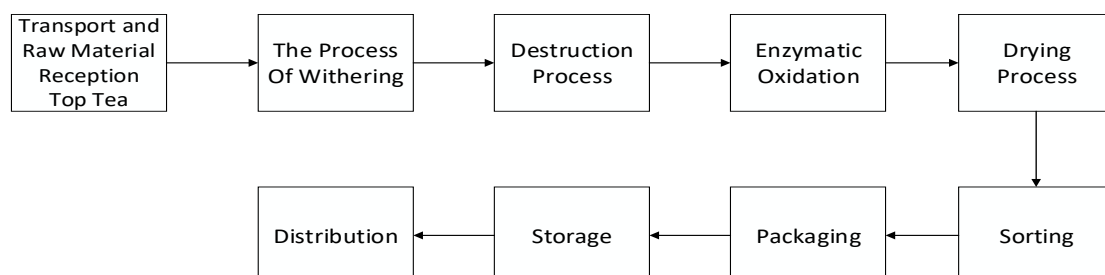 Transport and
Raw Material
Reception
Top Tea
The Process
Of Withering
Destruction
Process
Enzymatic
Oxidation
Drying
Process
Distribution
Storage
Packaging
Sorting